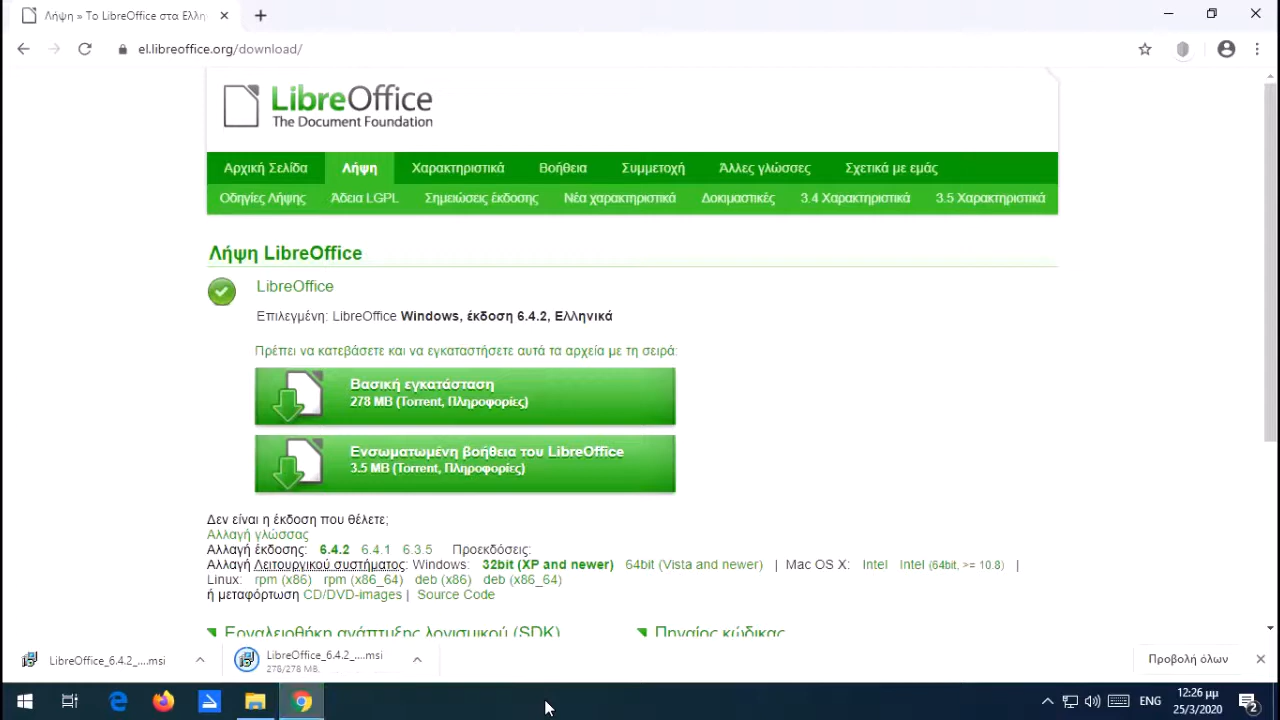 Λήψη » Το LibreOffice στα Ελλη
el.libreoffice.org/download/
LibreOffice
The Document Foundation
Αρχική Σελίδα Λήψη Χαρακτηριστικά Βοήθεια Συμμετοχή Άλλες γλώσσες Σχετικά με εμάς
Οδηγίες Λήψης Άδεια LGPL Σημειώσεις έκδοσης Νέα χαρακτηριστικά Δοκιμαστικές 3.4 Χαρακτηριστικά 3.5 Χαρακτηριστικά
Λήψη LibreOffice
LibreOffice
Επιλεγμένη: LibreOffice Windows, έκδοση 6.4.2, Ελληνικά
Πρέπει να κατεβάσετε και να εγκαταστήσετε αυτά τα αρχεία με τη σειρά:
Βασική εγκατάσταση
278 MB (Torrent, Πληροφορίες)
Ενσωματωμένη βοήθεια του LibreOffice
3.5 MB (Torrent, Πληροφορίες)
Δεν είναι η έκδοση που θέλετε;
Αλλαγή γλώσσας
Αλλαγή έκδοσης: 6.4.2 6.4.1 6.3.5 Προεκδόσεις:
Αλλαγή Λειτουργικού συστήματος: Windows: 32bit (XP and newer) 64bit (Vista and newer) | Mac OS X: Intel Intel (64bit, >= 10.8) |
Linux: rpm (x86) rpm (x86_64) deb (x86) deb (x86_64)
ή μεταφόρτωση CD/DVD-images | Source Code
Εργαλειοθήκη ανάπτυξης λογισμικού (SDK) Πηγαίος κώδικας
LibreOffice_6.4.2_....msi
LibreOffice_6.4.2_....msi
278/278 MB,
Προβολή όλων
ENG
12:26 μμ
25/3/2020
2